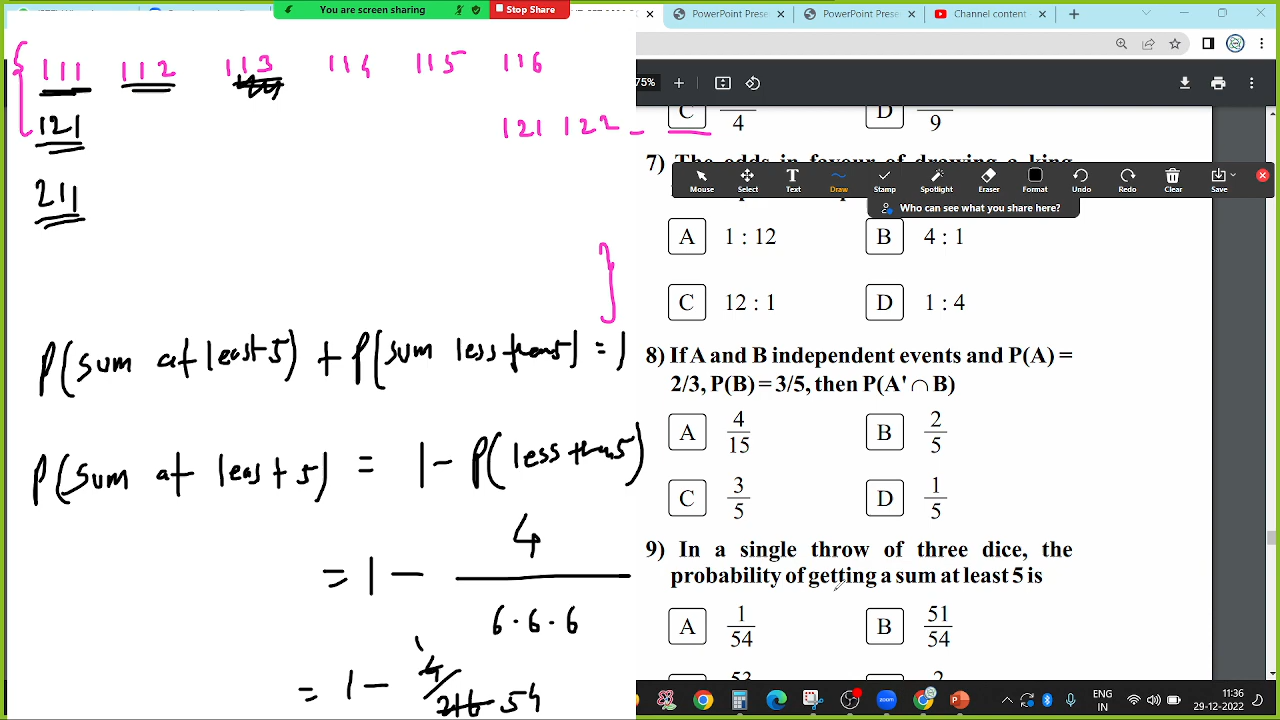 You are screen sharing
Stop Share
PowerPoint Prese
PowerPoint Prese
Channel content
75%
111 112 113 114 115 116
121
121 122 -
211
P(sum at least 5) + P(sum less than 5) = 1
P(sum at least 5) = 1 - P(less than 5)
= 1 - 4
6 . 6 . 6
= 1 - 4/216 54
1
C
4
D
9
7) The odds in favour of drawing a king
Mouse Select Text Draw Stamp Spotlight Eraser Format Undo Redo Clear Save
Who can see what you share here?
A 1 : 12 B 4 : 1
C 12 : 1 D 1 : 4
8) If A and B independent events and P(A) =
2/3, P(B) = 3/5, then P(A' ∩ B)
A 4/15 B 2/5
C 3/5 D 1/5
9) In a single throw of three dice, the
probability of getting a sum at least 5 is
A 1/54 B 51/54
53 2
zoom
ENG
IN
11:36
29-12-2022